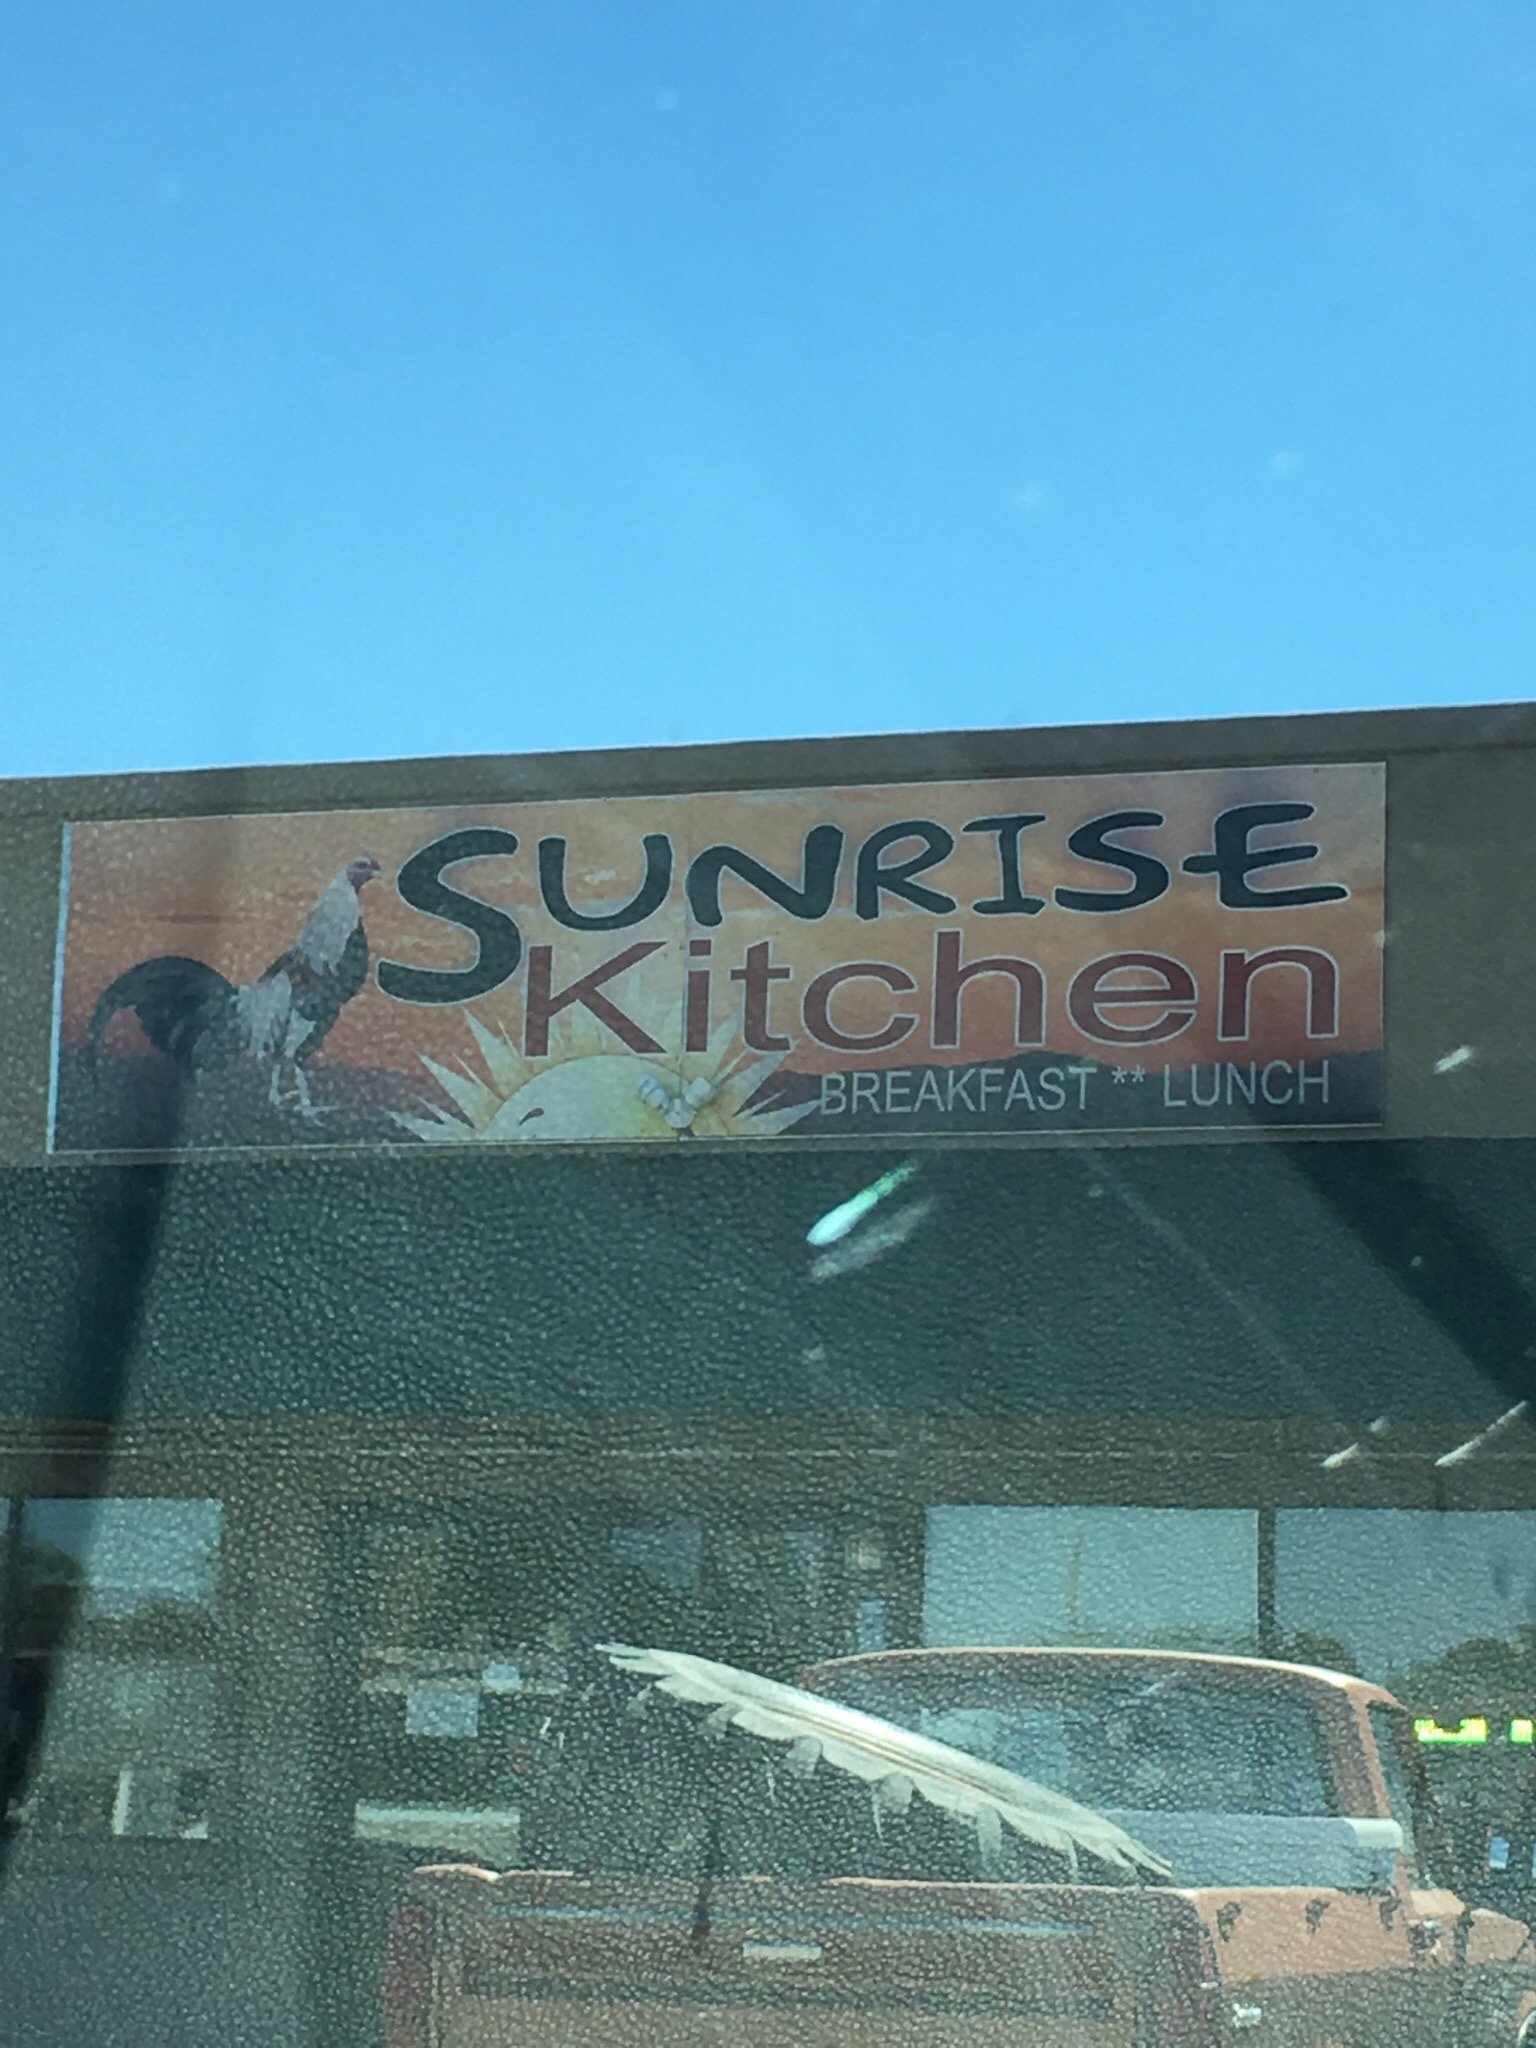 SUNRISE
Kitchen
BREAKFAST ** LUNCH